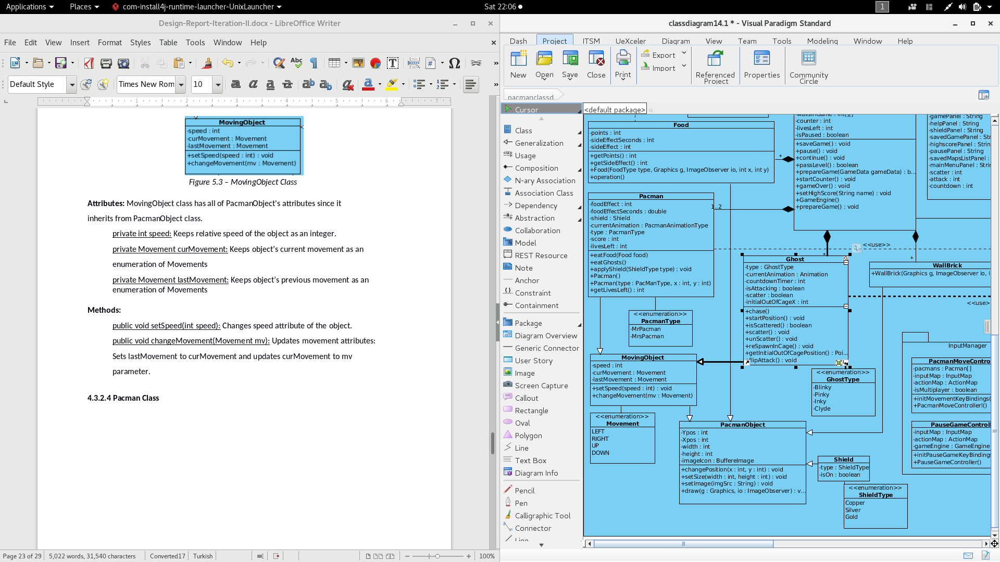 Applications
Places
com-install4j-runtime-launcher-UnixLauncher
Sat 22:06
1
Design-Report-Iteration-II.docx - LibreOffice Writer
File Edit View Insert Format Styles Table Tools Window Help
Default Style
Times New Rom
10
1 2 3 4 5 6 7
MovingObject
-speed : int
-curMovement : Movement
-lastMovement : Movement
+setSpeed(speed : int) : void
+changeMovement(mv : Movement)
Figure 5.3 – MovingObject Class
Attributes: MovingObject class has all of PacmanObject's attributes since it
inherits from PacmanObject class.
private int speed: Keeps relative speed of the object as an integer.
private Movement curMovement: Keeps object’s current movement as an
enumeration of Movements
private Movement lastMovement: Keeps object’s previous movement as an
enumeration of Movements
Methods:
public void setSpeed(int speed): Changes speed attribute of the object.
public void changeMovement(Movement mv): Updates movement attributes:
Sets lastMovement to curMovement and updates curMovement to mv
parameter.
4.3.2.4 Pacman Class
Page 23 of 29
5,022 words, 31,540 characters
Converted17
Turkish
100%
classdiagram14.1 * - Visual Paradigm Standard
Dash Project ITSM UeXceler Diagram View Team Tools Modeling Window Help
New
Open
Save
Close
Print
Export
Import
Referenced
Project
Properties
Community
Circle
pacmanclassd
<default package>
Cursor
Class
Generalization
Usage
Composition
N-ary Association
Association Class
Dependency
Abstraction
Collaboration
Model
REST Resource
Note
Anchor
Constraint
Containment
Package
Diagram Overview
Generic Connector
User Story
Image
Screen Capture
Callout
Rectangle
Oval
Polygon
Line
Text Box
Diagram Info
Pencil
Pen
Calligraphic Tool
Connector
Line
Food
-points : int
-sideEffectSeconds : int
-sideEffect : int
+getPoints() : int
+getSideEffect() : int
+Food(FoodType type, Graphics g, ImageObserver io, int x, int y)
+operation()
Pacman
-foodEffect : int
-foodEffectSeconds : double
-shield : Shield
-currentAnimation : PacmanAnimationType
-type : PacmanType
-score : int
-livesLeft : int
+eatFood(Food food)
+eatGhosts()
+applyShield(ShieldType type) : void
+Pacman()
+Pacman(type : PacManType, x : int, y : int)
+getLivesLeft() : int
<<enumeration>>
PacmanType
-MrPacman
-MrsPacman
MovingObject
-speed : int
-curMovement : Movement
-lastMovement : Movement
+setSpeed(speed : int) : void
+changeMovement(mv : Movement)
<<enumeration>>
Movement
LEFT
RIGHT
UP
DOWN
-wallsInGame : int[][]
-counter : int
-livesLeft : int
-isPaused : boolean
+saveGame() : void
+pause() : void
+continue() : void
+passLevel() : boolean
+prepareGame(GameData gameData) : b...
+startCounter() : void
+gameOver() : void
+setHighScore(String name) : void
+GameEngine()
+prepareGame() : void
*
1..2
*
*
<<use>>
<<use>
-gamePanel : String
-helpPanel : String
-shieldPanel : String
-savedGamePanel : Str
-highscorePanel : Strin
-pausePanel : String
-savedMapsListPanel :
-mainMenuPanel : Strin
-scatter : int
-attack : int
-countdown : int
Ghost
-type : GhostType
-currentAnimation : Animation
-countdownTimer : int
-isAttacking : boolean
-scatter : boolean
-initialOutOfCageX : int
+chase()
+startPosition() : void
+isScattered() : boolean
+scatter() : void
+unScatter() : void
+reSpawnInCage() : void
+getInitialOutOfCagePosition() : Poi...
+flipAttack() : void
WallBrick
+WallBrick(Graphics g, ImageObserver io, i
<<enumeration>>
GhostType
-Blinky
-Pinky
-Inky
-Clyde
PacmanObject
-Ypos : int
-Xpos : int
-width : int
-height : int
-imageIcon : BuffereImage
+changePosition(x : int, y : int) : void
+setSize(width : int, height : int) : void
+setImage(imgSrc : String) : void
+draw(g : Graphics, io : ImageObserver) : v...
Shield
-type : ShieldType
-isOn : boolean
<<enumeration>>
ShieldType
Copper
Silver
Gold
InputManager
PacmanMoveContro
-pacmans : Pacman[]
-inputMap : InputMap
-actionMap : ActionMap
-isMultiplayer : boolean
+initMovementKeyBindings(
+PacmanMoveControllerl()
PauseGameControll
-inputMap : InputMap
-actionMap : ActionMap
-gameEngine : GameEngine
+initPauseGameKeyBindings
+PauseGameController()